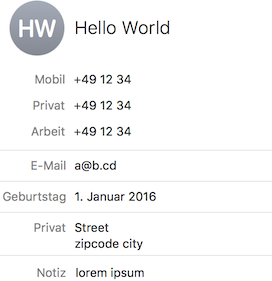 HW Hello World
Mobil +49 12 34
Privat +49 12 34
Arbeit +49 12 34
E-Mail a@b.cd
Geburtstag 1. Januar 2016
Privat Street
zipcode city
Notiz lorem ipsum